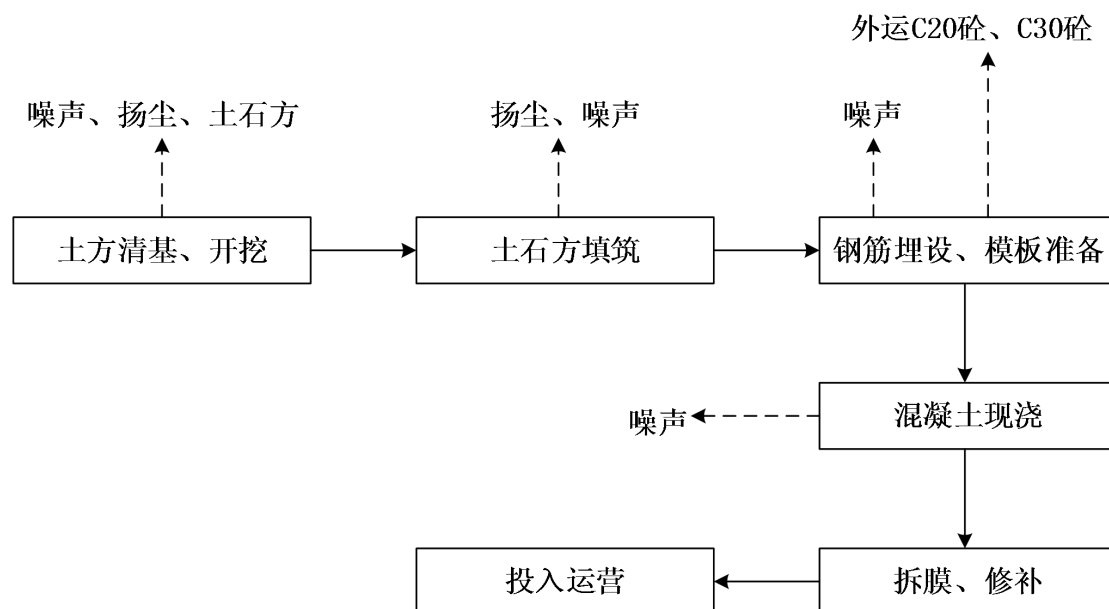 外运C20砼、C30砼
噪声、扬尘、土石方
扬尘、噪声
噪声
土方清基、开挖
土石方填筑
钢筋埋设、模板准备
噪声
混凝土现浇
投入运营
拆膜、修补